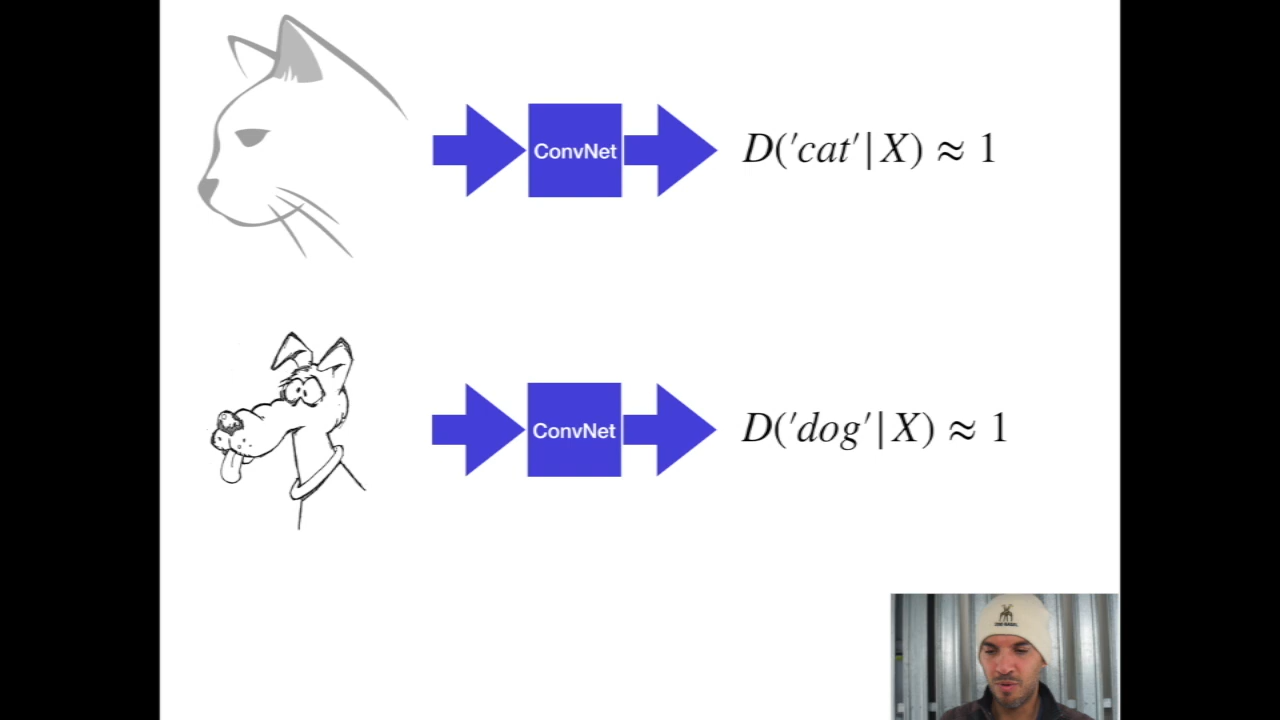 ConvNet
D('cat'|X) ≈ 1
ConvNet
D('dog'|X) ≈ 1